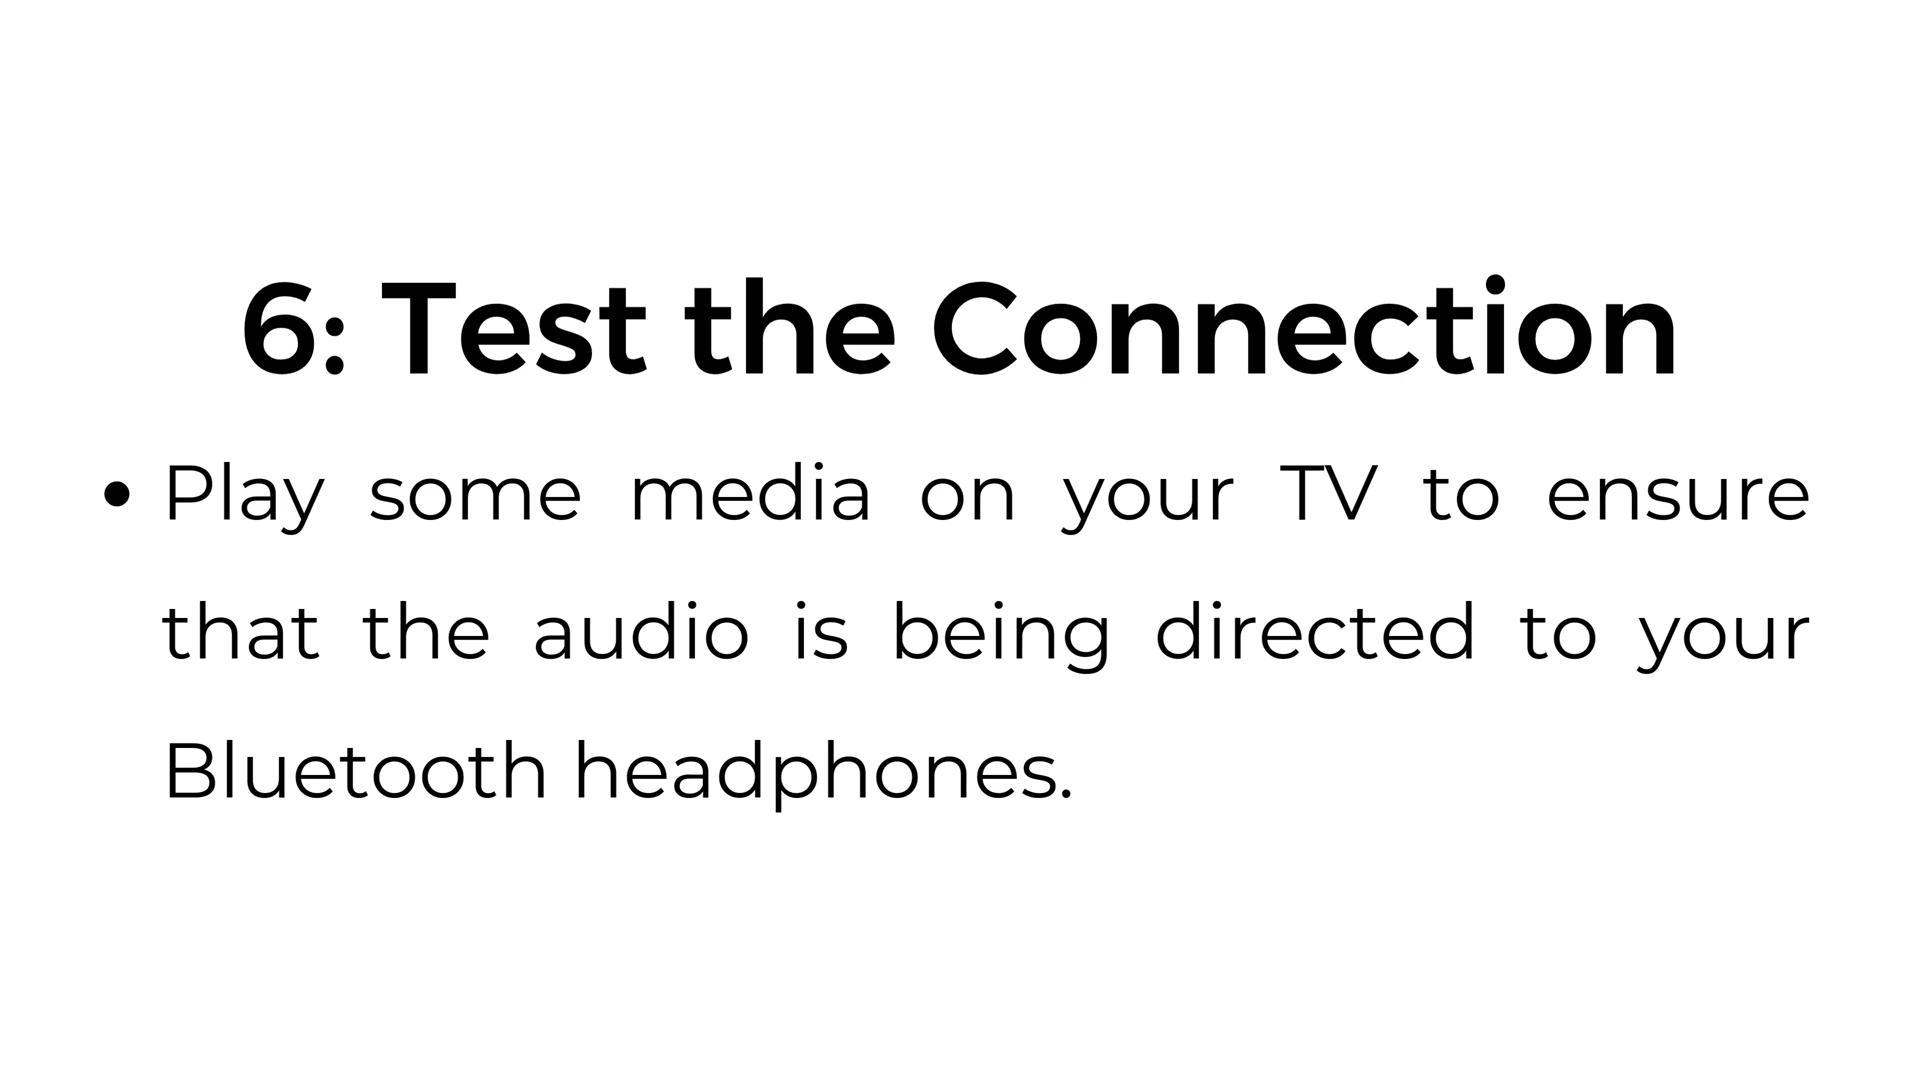 6: Test the Connection
• Play some media on your TV to ensure
that the audio is being directed to your
Bluetooth headphones.